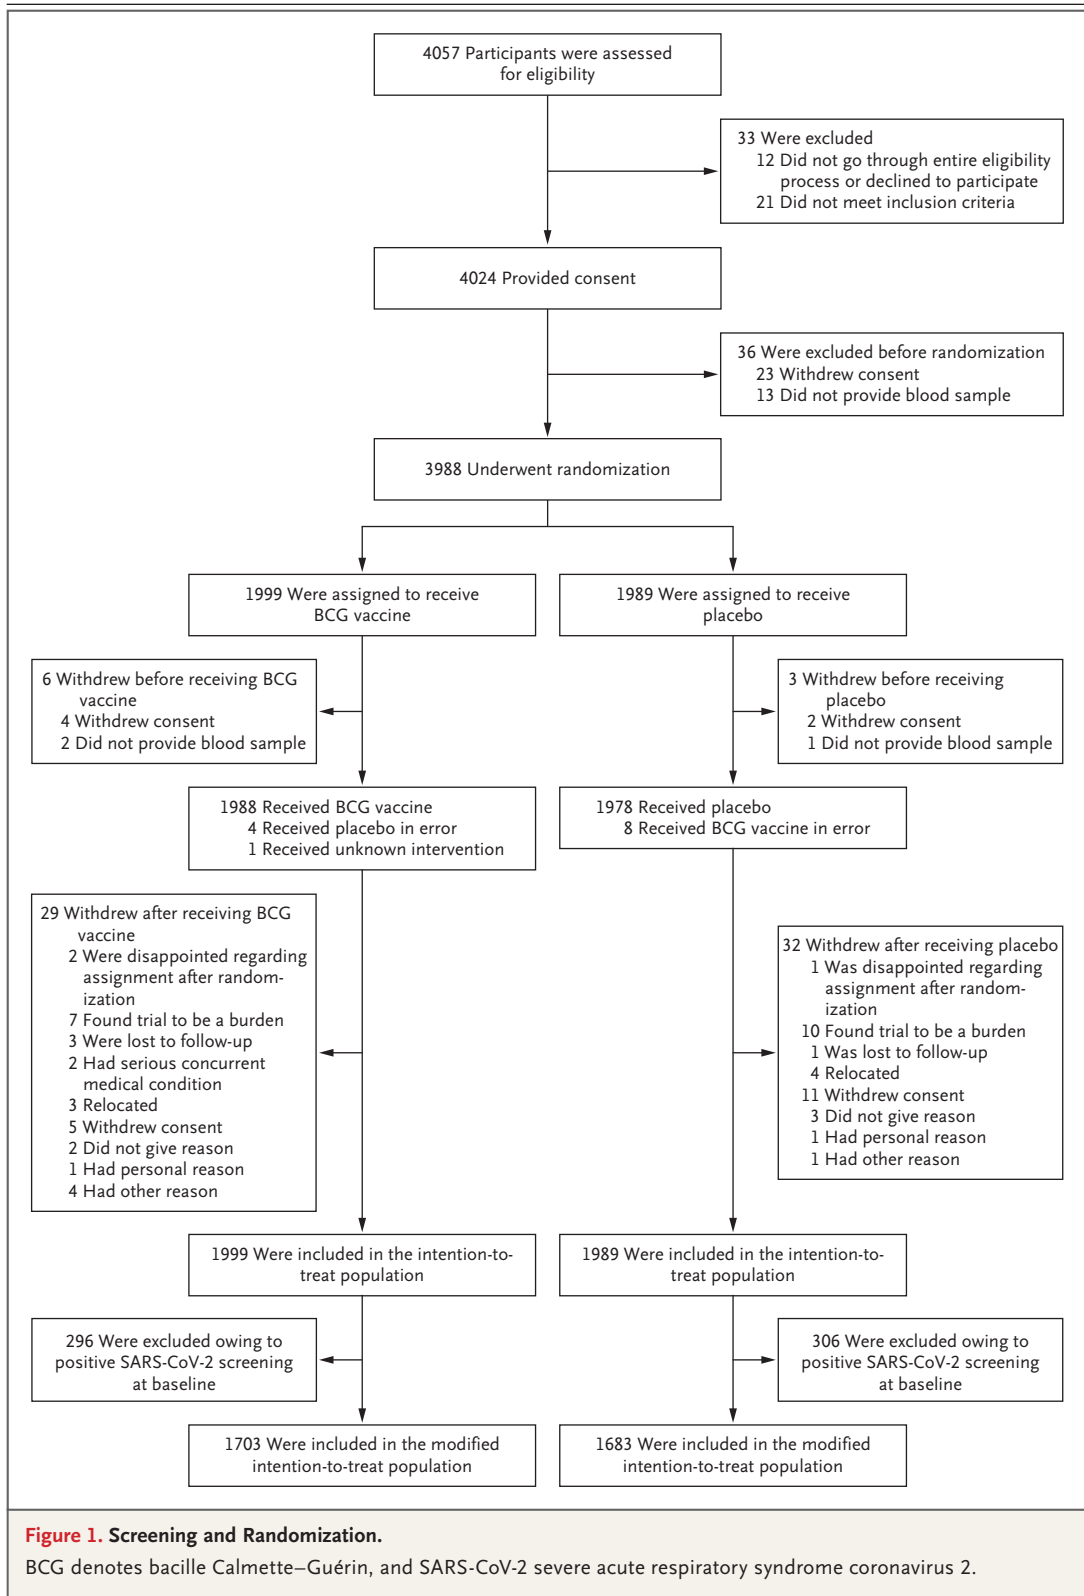 4057 Participants were assessed
for eligibility
33 Were excluded
12 Did not go through entire eligibility
process or declined to participate
21 Did not meet inclusion criteria
4024 Provided consent
36 Were excluded before randomization
23 Withdrew consent
13 Did not provide blood sample
3988 Underwent randomization
1999 Were assigned to receive
BCG vaccine
1989 Were assigned to receive
placebo
6 Withdrew before receiving BCG
vaccine
4 Withdrew consent
2 Did not provide blood sample
3 Withdrew before receiving
placebo
2 Withdrew consent
1 Did not provide blood sample
1988 Received BCG vaccine
4 Received placebo in error
1 Received unknown intervention
1978 Received placebo
8 Received BCG vaccine in error
29 Withdrew after receiving BCG
vaccine
2 Were disappointed regarding
assignment after random-
ization
7 Found trial to be a burden
3 Were lost to follow-up
2 Had serious concurrent
medical condition
3 Relocated
5 Withdrew consent
2 Did not give reason
1 Had personal reason
4 Had other reason
32 Withdrew after receiving placebo
1 Was disappointed regarding
assignment after random-
ization
10 Found trial to be a burden
1 Was lost to follow-up
4 Relocated
11 Withdrew consent
3 Did not give reason
1 Had personal reason
1 Had other reason
1999 Were included in the intention-to-
treat population
1989 Were included in the intention-to-
treat population
296 Were excluded owing to
positive SARS-CoV-2 screening
at baseline
306 Were excluded owing to
positive SARS-CoV-2 screening
at baseline
1703 Were included in the modified
intention-to-treat population
1683 Were included in the modified
intention-to-treat population
Figure 1. Screening and Randomization.
BCG denotes bacille Calmette–Guérin, and SARS-CoV-2 severe acute respiratory syndrome coronavirus 2.